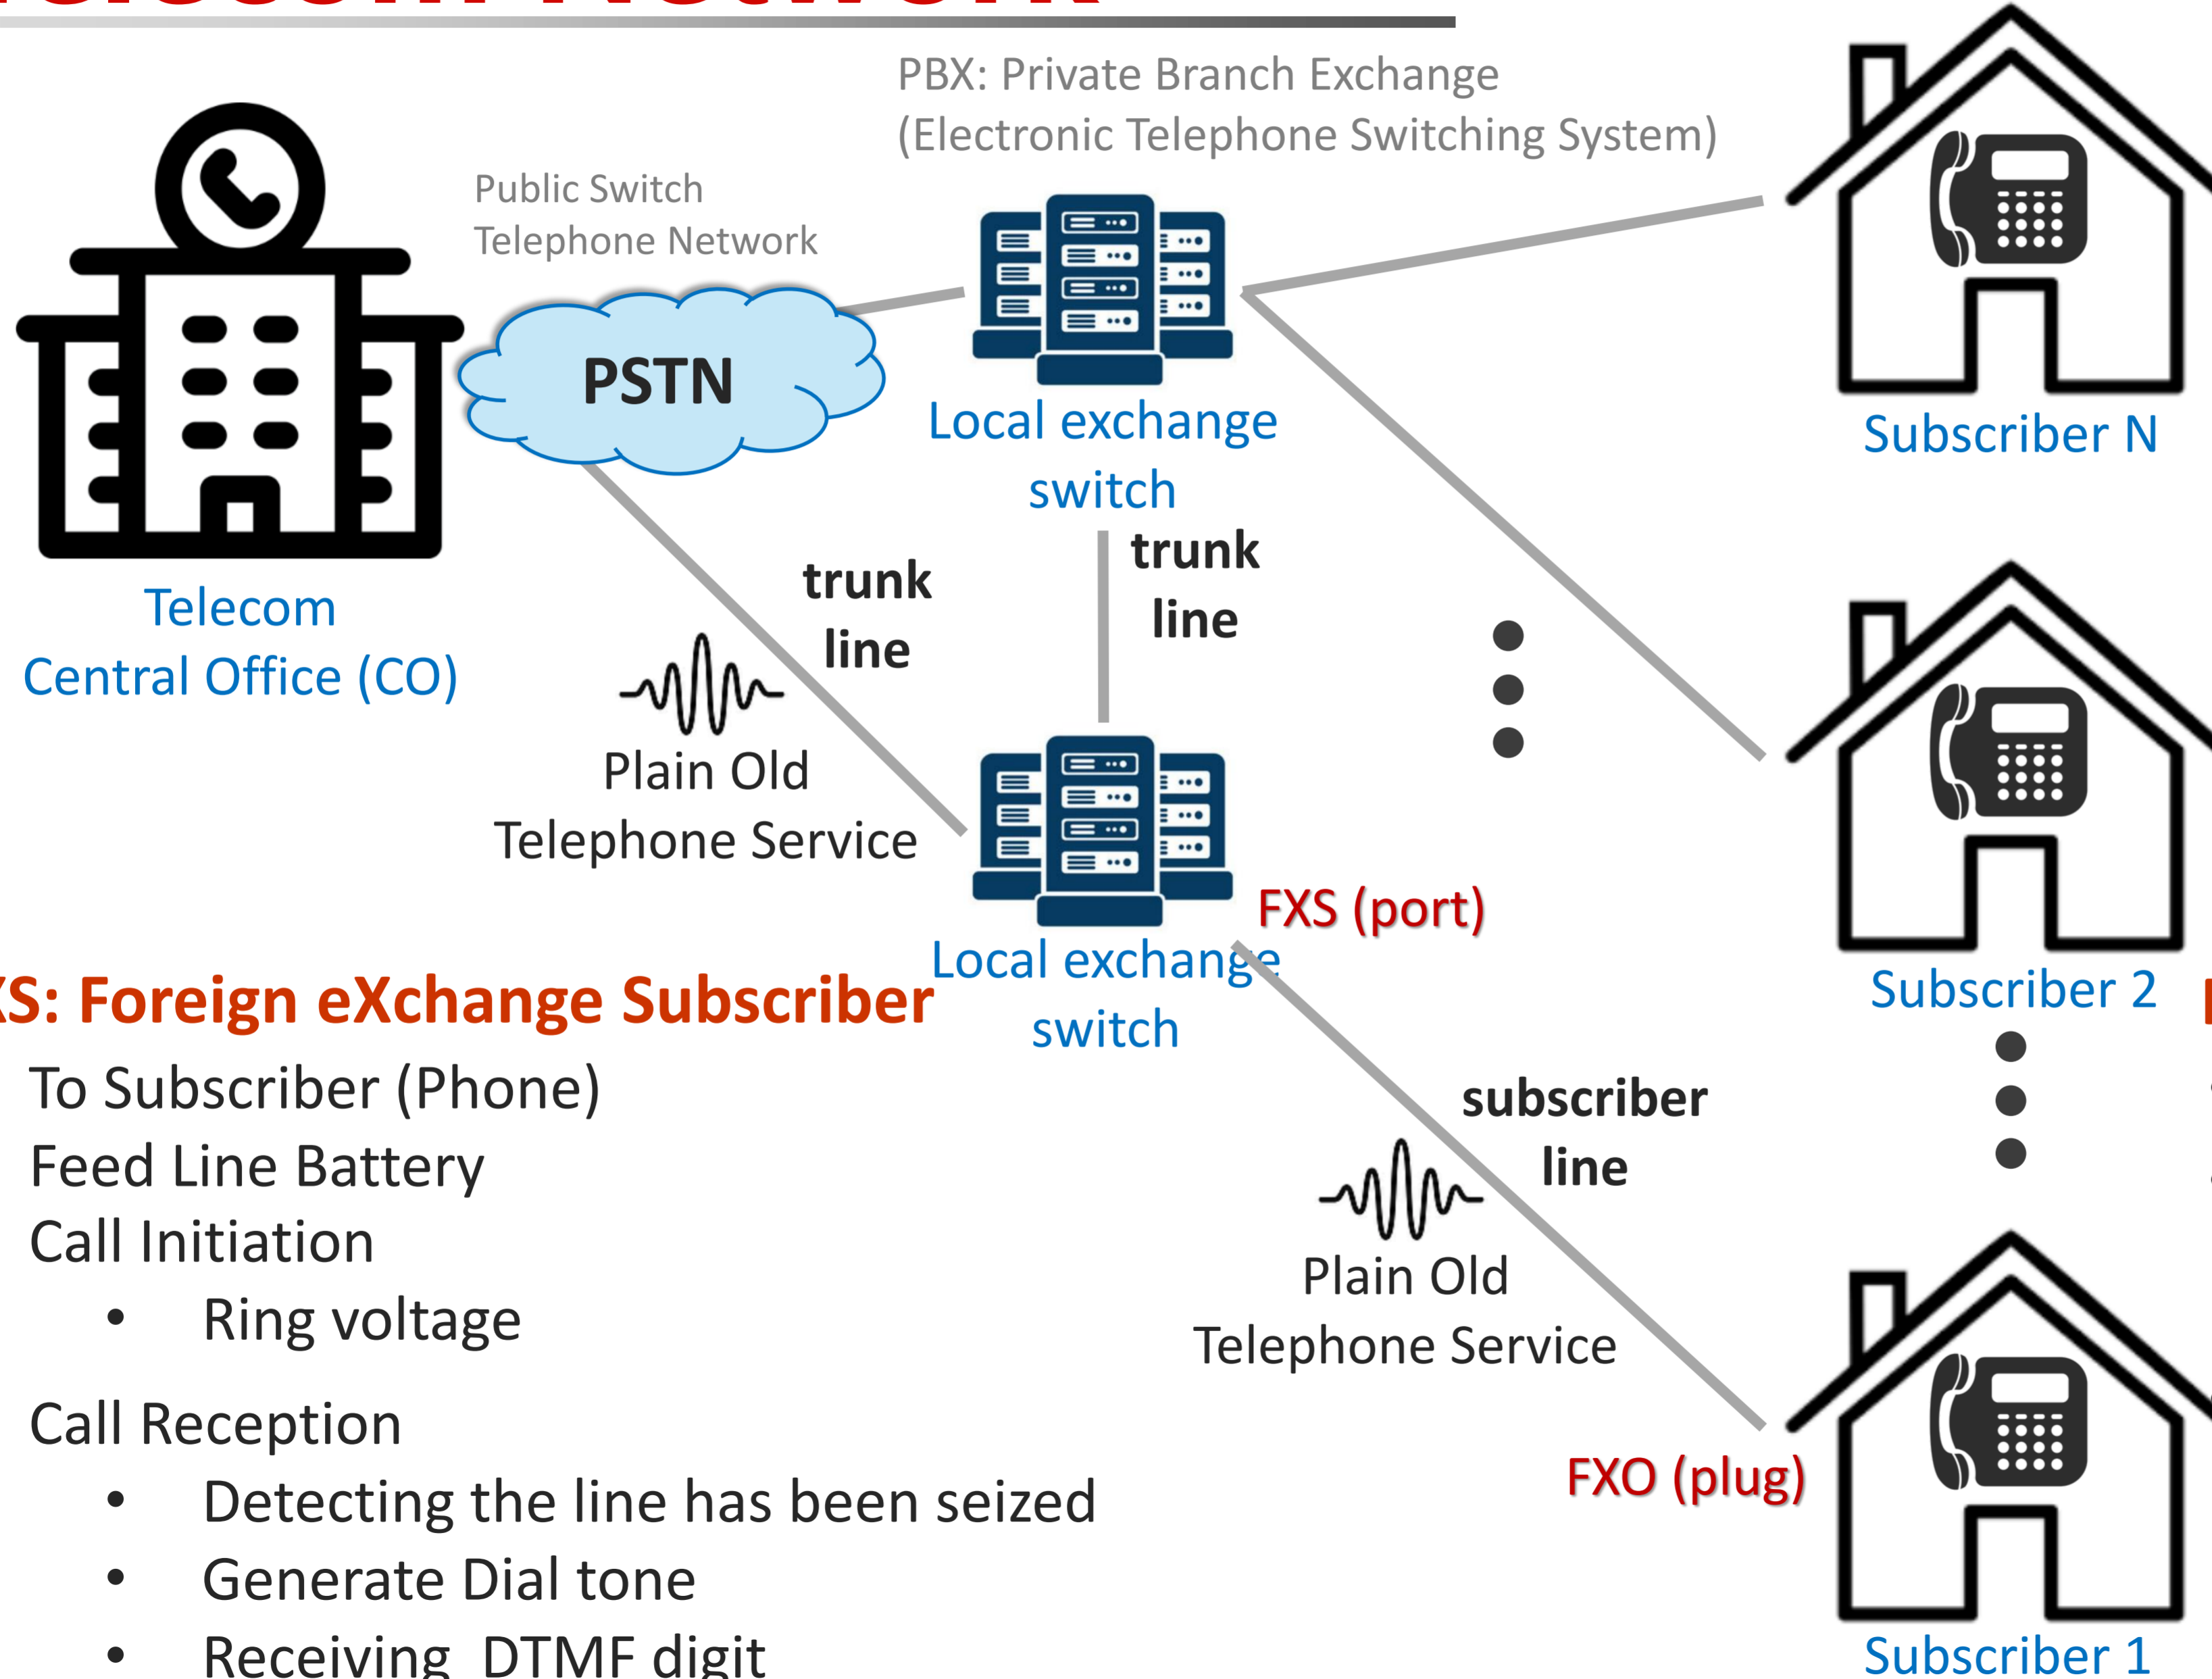 Telecom Network
PBX: Private Branch Exchange
(Electronic Telephone Switching System)
Public Switch
Telephone Network
PSTN
Local exchange
switch
Subscriber N
trunk
line
trunk
line
Telecom
Central Office (CO)
Plain Old
Telephone Service
FXS (port)
Local exchange
switch
Subscriber 2
XS: Foreign eXchange Subscriber
To Subscriber (Phone)
Feed Line Battery
Call Initiation
• Ring voltage
Call Reception
• Detecting the line has been seized
• Generate Dial tone
• Receiving DTMF digit
subscriber
line
Plain Old
Telephone Service
FXO (plug)
Subscriber 1